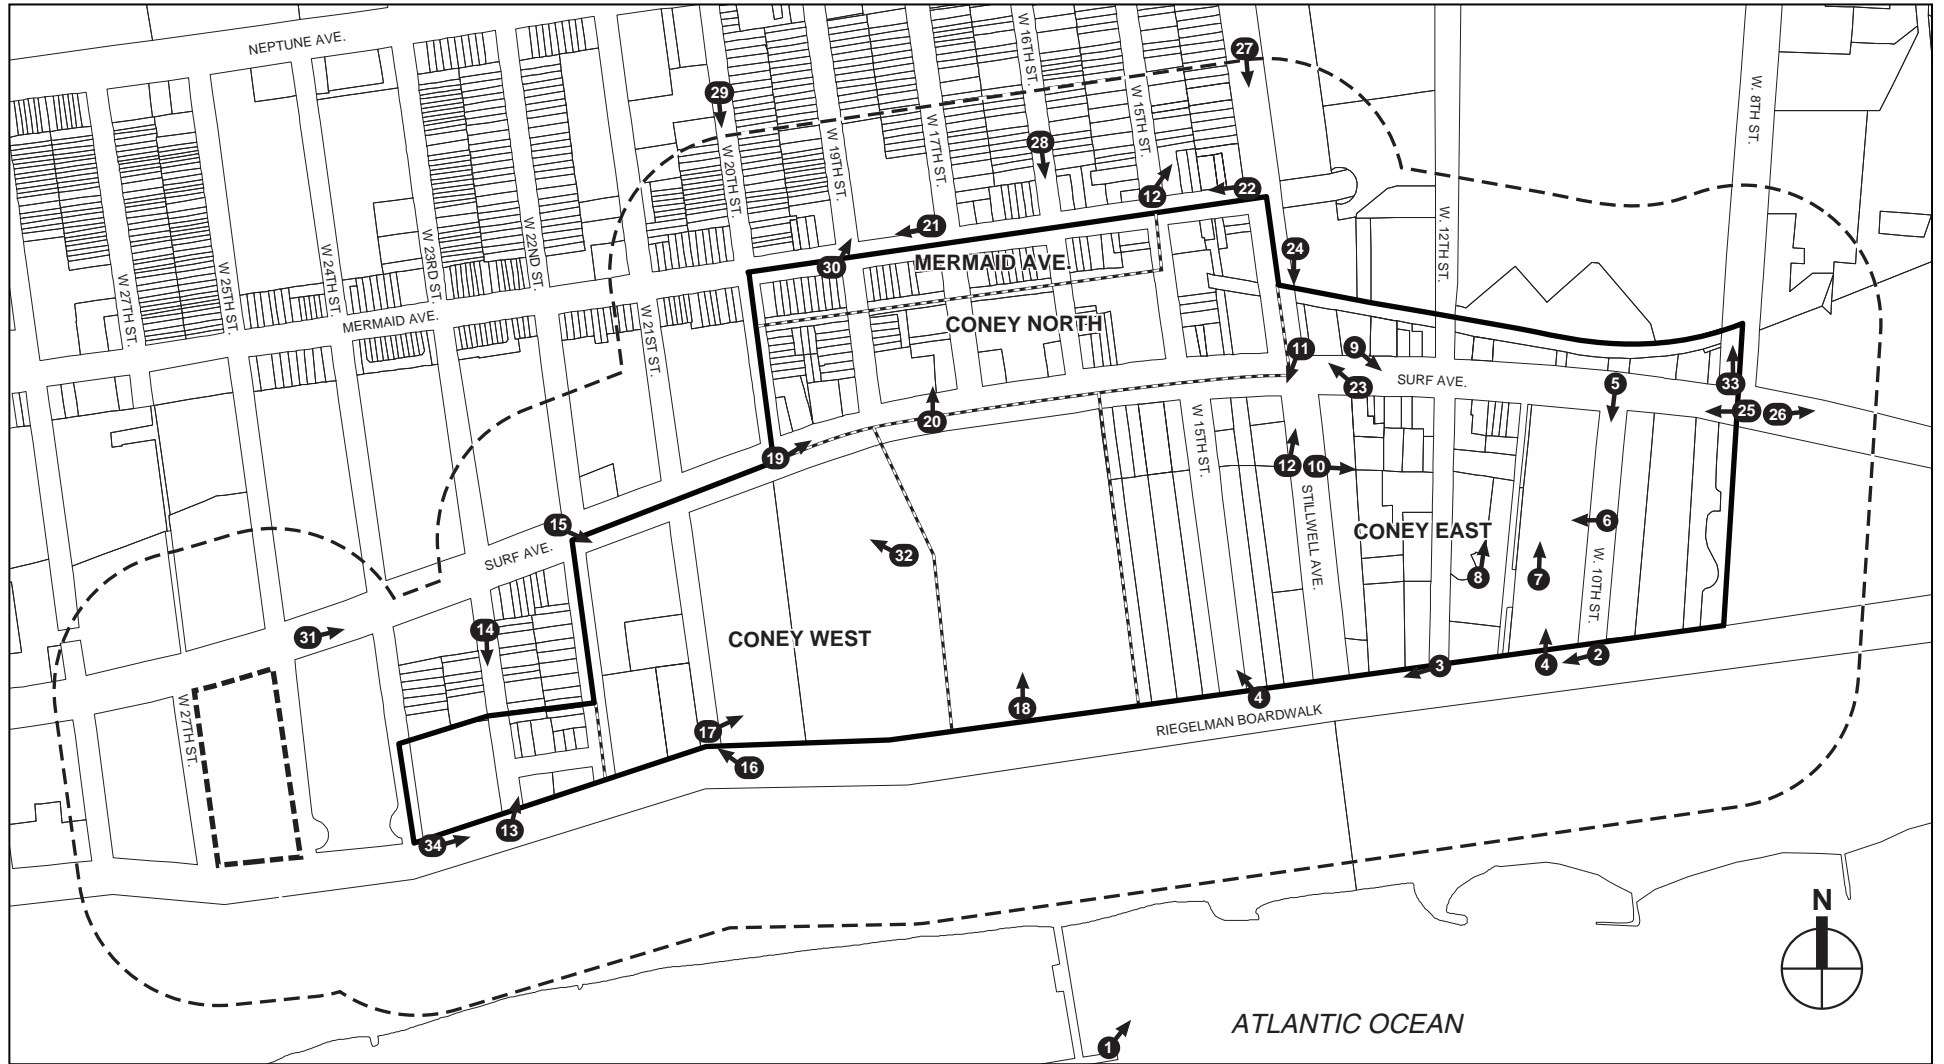 NEPTUNE AVE.
W 16TH ST.
27
29
W. 8TH ST.
W 15TH ST.
28
W 19TH ST.
W 17TH ST.
W 20TH ST.
12
22
21
W. 12TH ST.
W 22ND ST.
W 23RD ST.
W 24TH ST.
W 25TH ST.
W 27TH ST.
30
MERMAID AVE.
24
MERMAID AVE.
W 21ST ST.
CONEY NORTH
11
9
SURF AVE.
23
5
33
20
25
26
19
W 15TH ST.
12
10
STILLWELL AVE.
15
CONEY EAST
6
SURF AVE.
32
8
7
W. 10TH ST.
31
14
CONEY WEST
4
2
3
W 27TH ST.
18
4
17
RIEGELMAN BOARDWALK
16
13
34
N
ATLANTIC OCEAN
1